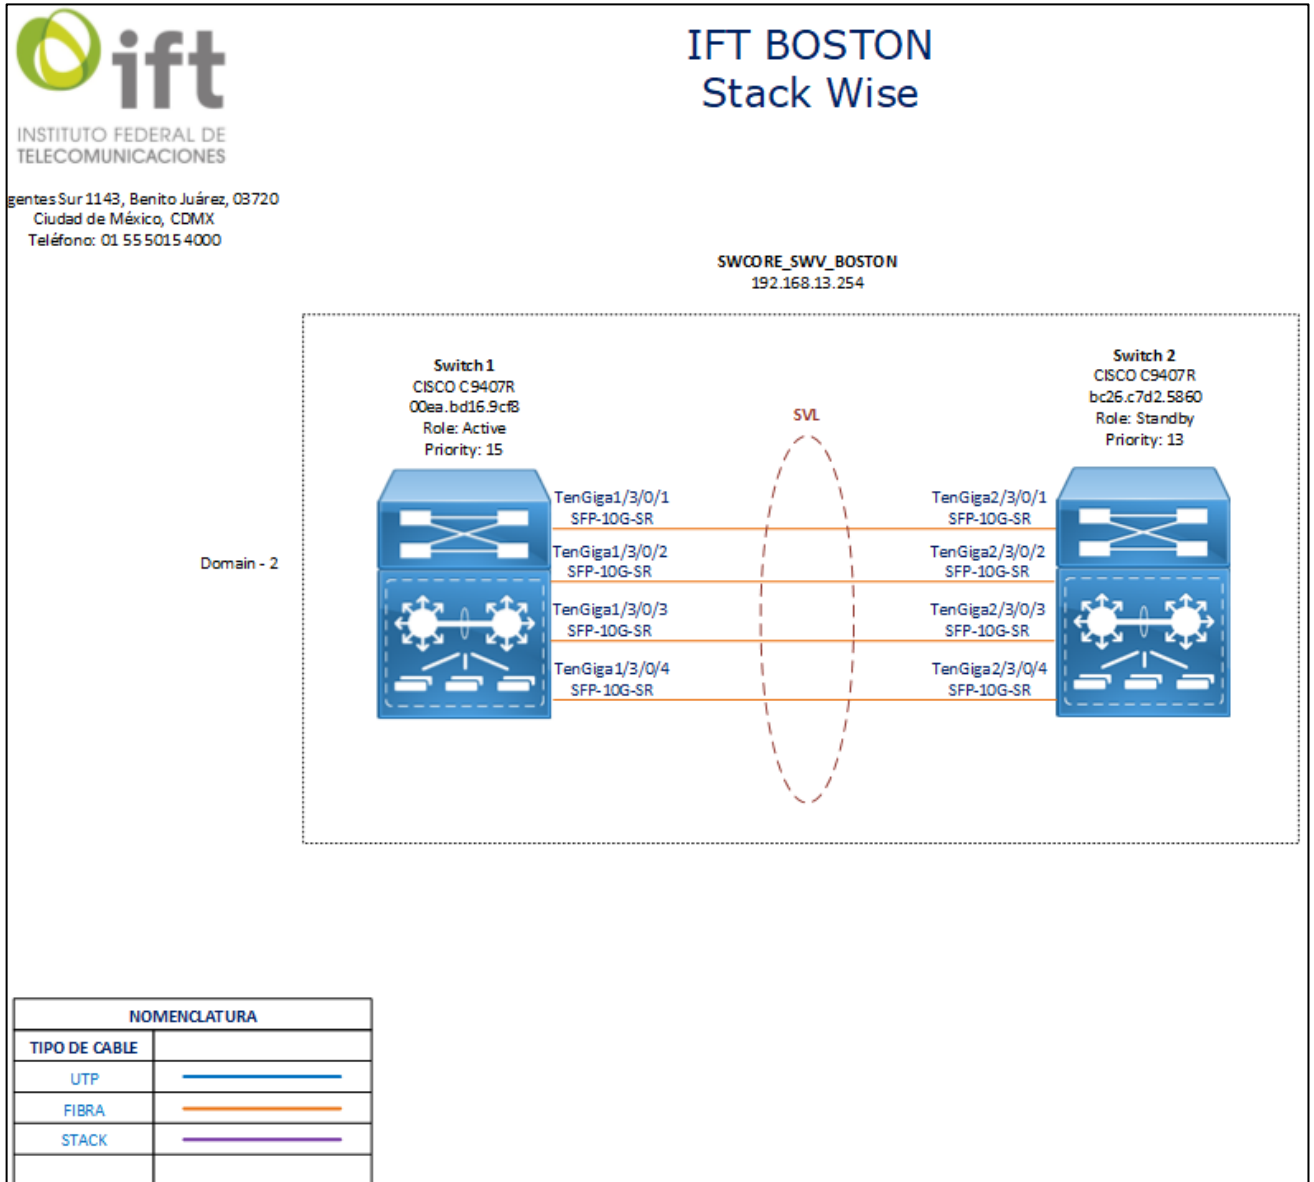 ift
INSTITUTO FEDERAL DE
TELECOMUNICACIONES
IFT BOSTON
Stack Wise
gentes Sur 1143, Benito Juárez, 03720
Ciudad de México, CDMX
Teléfono: 01 55 5015 4000
SWCORE_SWV_BOSTON
192.168.13.254
Switch 1
CISCO C9407R
00ea.bd16.9cf8
Role: Active
Priority: 15
Switch 2
CISCO C9407R
bc26.c7d2.5860
Role: Standby
Priority: 13
SVL
Domain - 2
TenGiga1/3/0/1
SFP-10G-SR
TenGiga2/3/0/1
SFP-10G-SR
TenGiga1/3/0/2
SFP-10G-SR
TenGiga2/3/0/2
SFP-10G-SR
TenGiga1/3/0/3
SFP-10G-SR
TenGiga2/3/0/3
SFP-10G-SR
TenGiga1/3/0/4
SFP-10G-SR
TenGiga2/3/0/4
SFP-10G-SR
NOMENCLATURA
TIPO DE CABLE
UTP
FIBRA
STACK